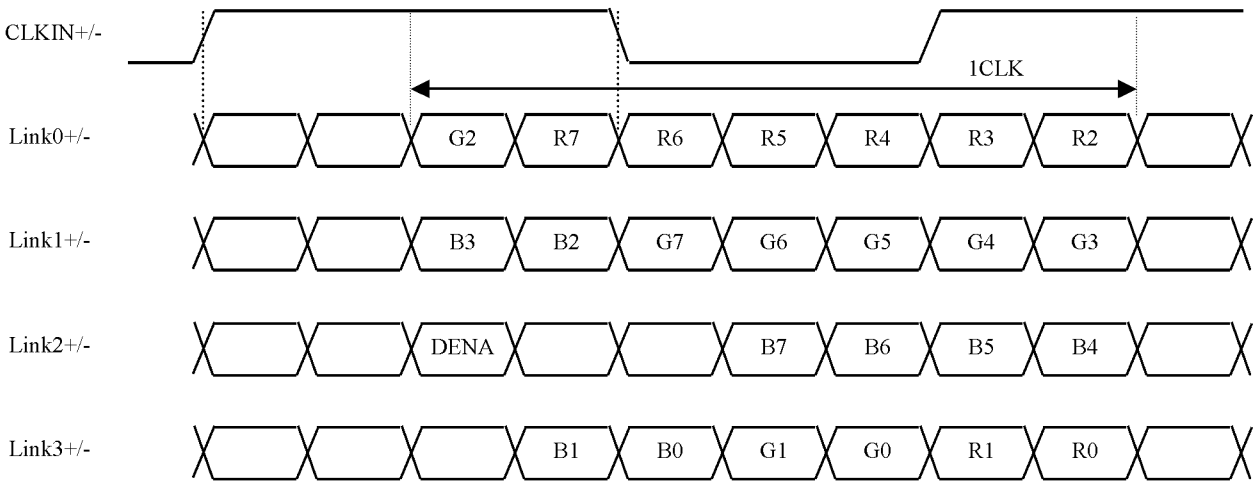 CLKIN+/-
1CLK
Link0+/- G2 R7 R6 R5 R4 R3 R2
Link1+/- B3 B2 G7 G6 G5 G4 G3
Link2+/- DENA B7 B6 B5 B4
Link3+/- B1 B0 G1 G0 R1 R0